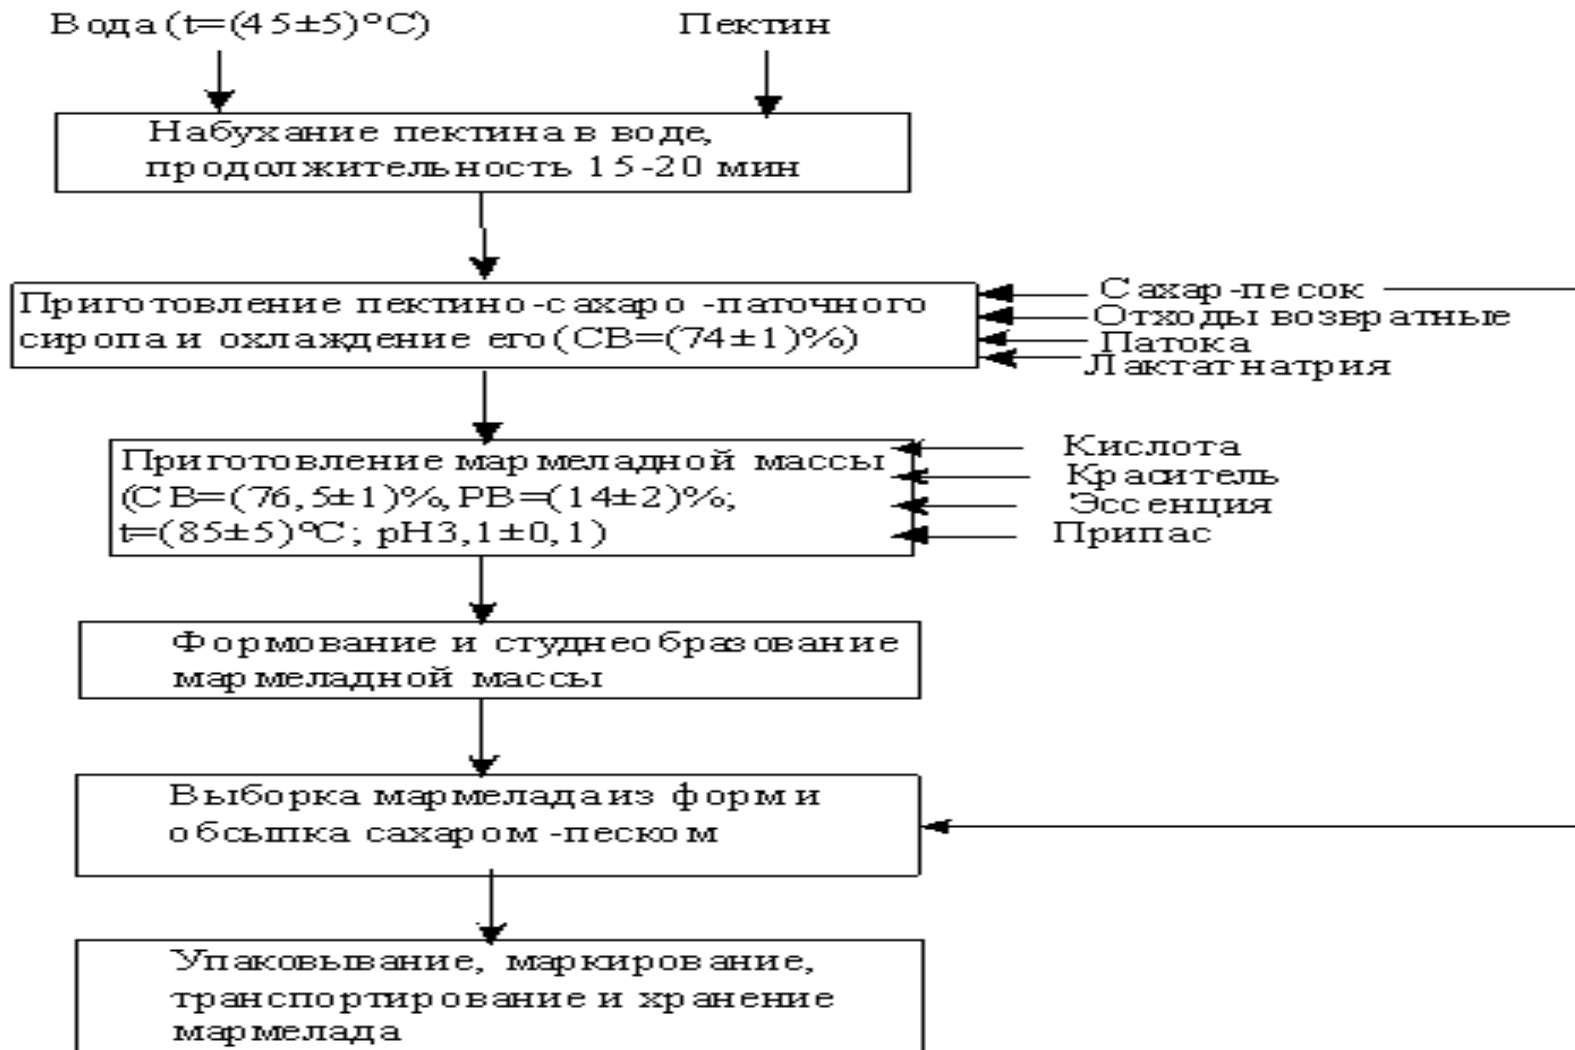 Вода (t=(45±5)°C)
Пектин
Набухание пектина в воде,
продолжительность 15-20 мин
Приготовление пектино-сахаро -паточного
сиропа и охлаждение его (СВ=(74±1)%)
Сахар-песок
Отходы возвратные
Патока
Лактат натрия
Приготовление мармеладной массы
(СВ=(76,5±1)%, РВ=(14±2)%;
t=(85±5)°C; pH3,1±0,1)
Кислота
Краситель
Эссенция
Припас
Формование и студнеобразование
мармеладной массы
Выборка мармелада из форм и
обсыпка сахаром -песком
Упаковывание, маркирование,
транспортирование и хранение
мармелада